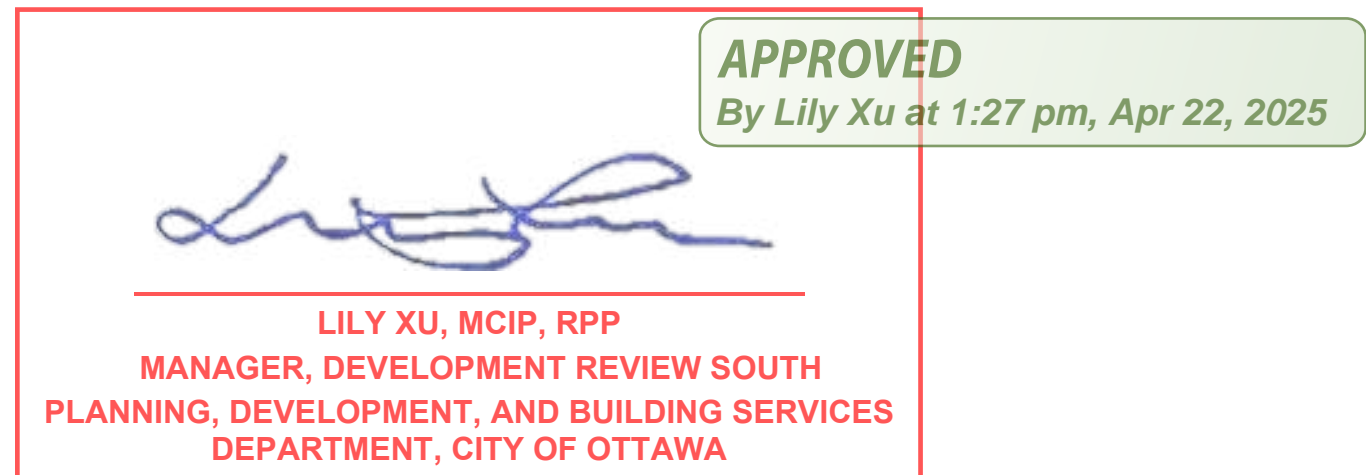 APPROVED
By Lily Xu at 1:27 pm, Apr 22, 2025
LILY XU, MCIP, RPP
MANAGER, DEVELOPMENT REVIEW SOUTH
PLANNING, DEVELOPMENT, AND BUILDING SERVICES
DEPARTMENT, CITY OF OTTAWA